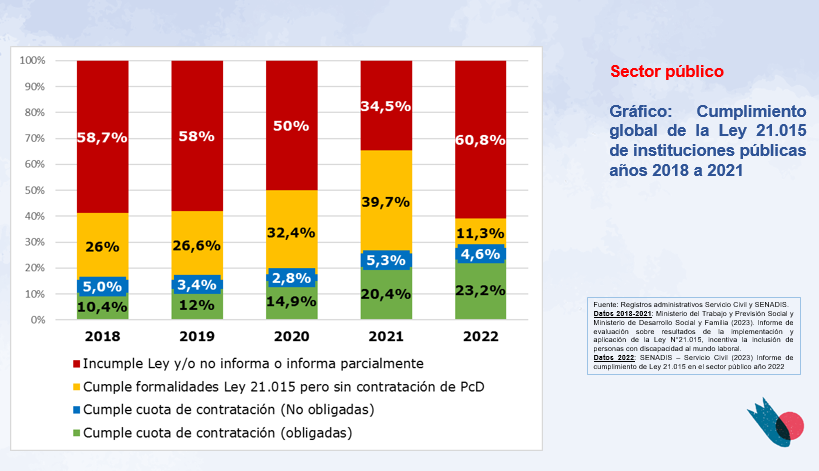 Sector público
Gráfico: Cumplimiento
global de la Ley 21.015
de instituciones públicas
años 2018 a 2021
100%
90%
80%
70%
60%
50%
40%
30%
20%
10%
0%
58,7%
58%
50%
34,5%
60,8%
26%
26,6%
32,4%
39,7%
11,3%
5,0%
3,4%
2,8%
5,3%
4,6%
10,4%
12%
14,9%
20,4%
23,2%
2018
2019
2020
2021
2022
Incumple Ley y/o no informa o informa parcialmente
Cumple formalidades Ley 21.015 pero sin contratación de PcD
Cumple cuota de contratación (No obligadas)
Cumple cuota de contratación (obligadas)
Fuente: Registros administrativos Servicio Civil y SENADIS.
Datos 2018-2021: Ministerio del Trabajo y Previsión Social y
Ministerio de Desarrollo Social y Familia (2023). Informe de
evaluación sobre resultados de la implementación y
aplicación de la Ley N°21.015, incentiva la inclusión de
personas con discapacidad al mundo laboral.
Datos 2022: SENADIS – Servicio Civil (2023) Informe de
cumplimiento de Ley 21.015 en el sector público año 2022